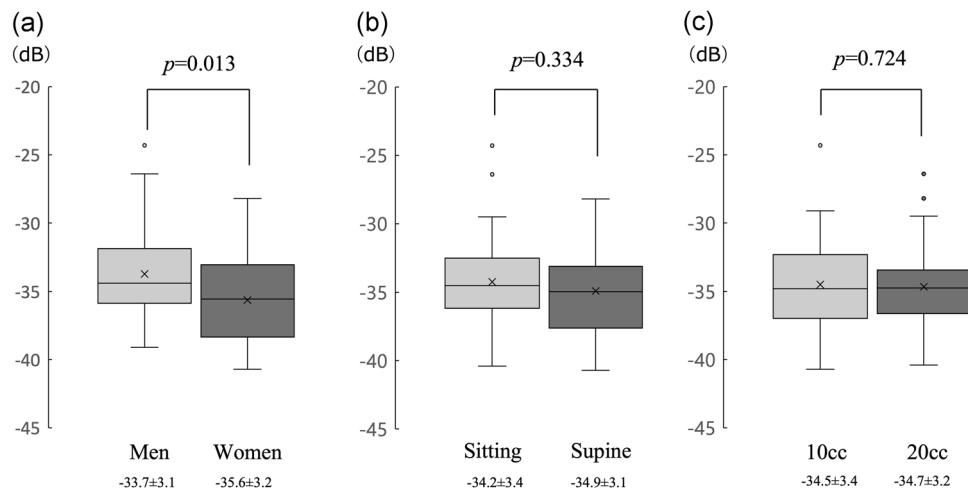 (a) (b) (c)
(dB) (dB) (dB)
p=0.013 p=0.334 p=0.724
-20 -20 -20
-25 -25 -25
-30 -30 -30
-35 -35 -35
-40 -40 -40
-45 -45 -45
Men Women Sitting Supine 10cc 20cc
-33.7±3.1 -35.6±3.2 -34.2±3.4 -34.9±3.1 -34.5±3.4 -34.7±3.2